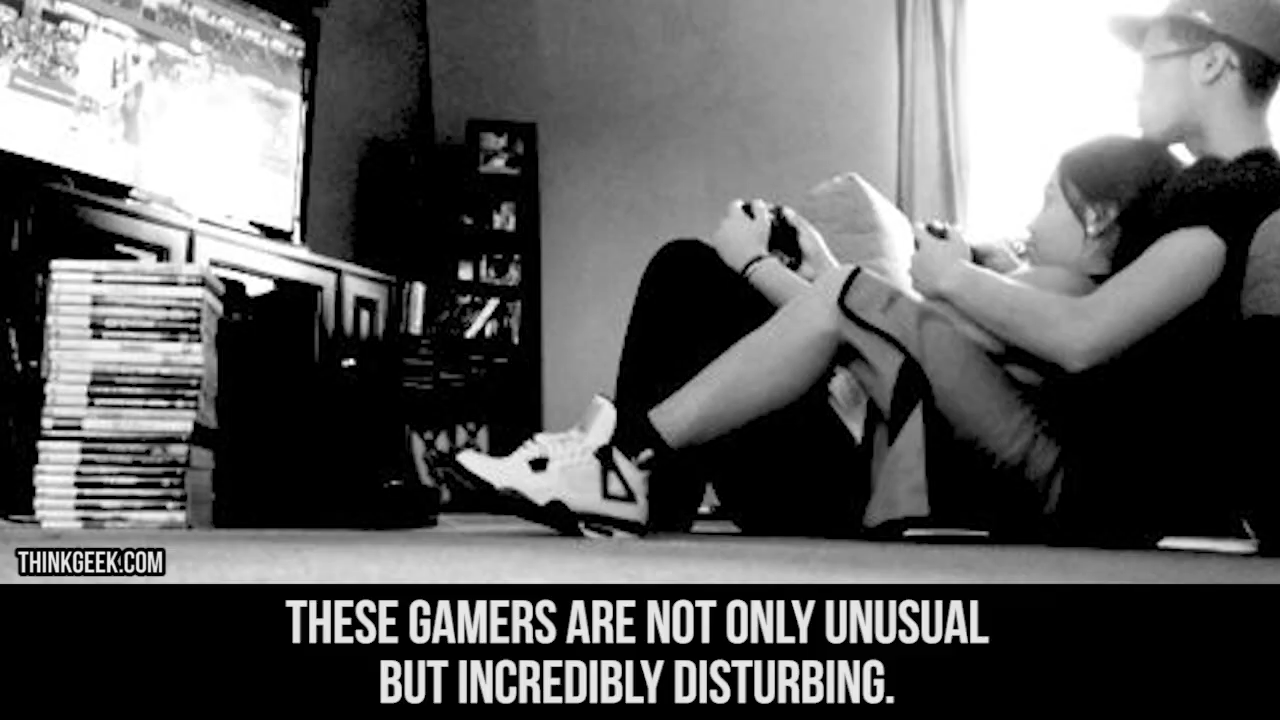 THINKGEEK.COM
THESE GAMERS ARE NOT ONLY UNUSUAL
BUT INCREDIBLY DISTURBING.